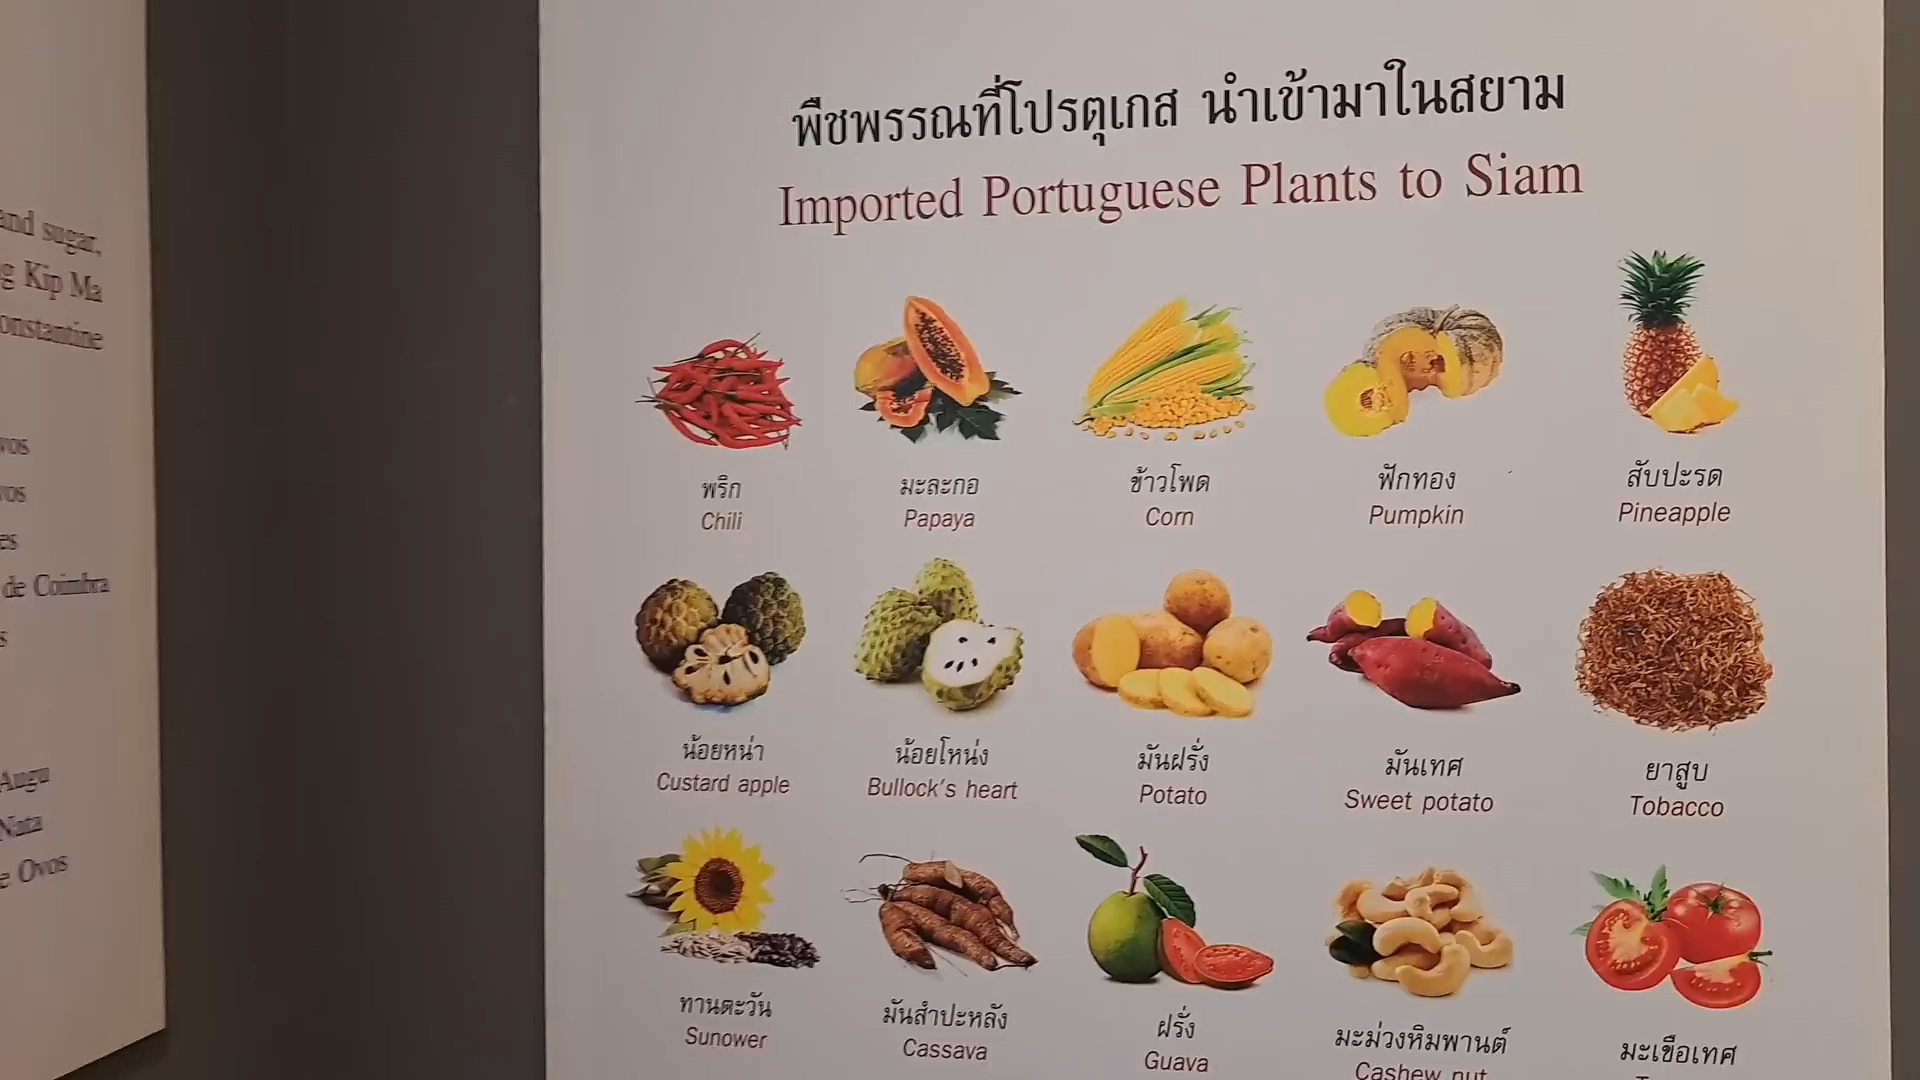 and sugar,
Kip Ma
onstantine
de Coimbra
Augu
Nata
Ovos
พืชพรรณที่โปรตุเกส นำเข้ามาในสยาม
Imported Portuguese Plants to Siam
พริก
Chili
มะละกอ
Papaya
ข้าวโพด
Corn
ฟักทอง
Pumpkin
สับปะรด
Pineapple
น้อยหน่า
Custard apple
น้อยโหน่ง
Bullock's heart
มันฝรั่ง
Potato
มันเทศ
Sweet potato
ยาสูบ
Tobacco
ทานตะวัน
Sunower
มันสำปะหลัง
Cassava
ฝรั่ง
Guava
มะม่วงหิมพานต์
Cashew nut
มะเขือเทศ